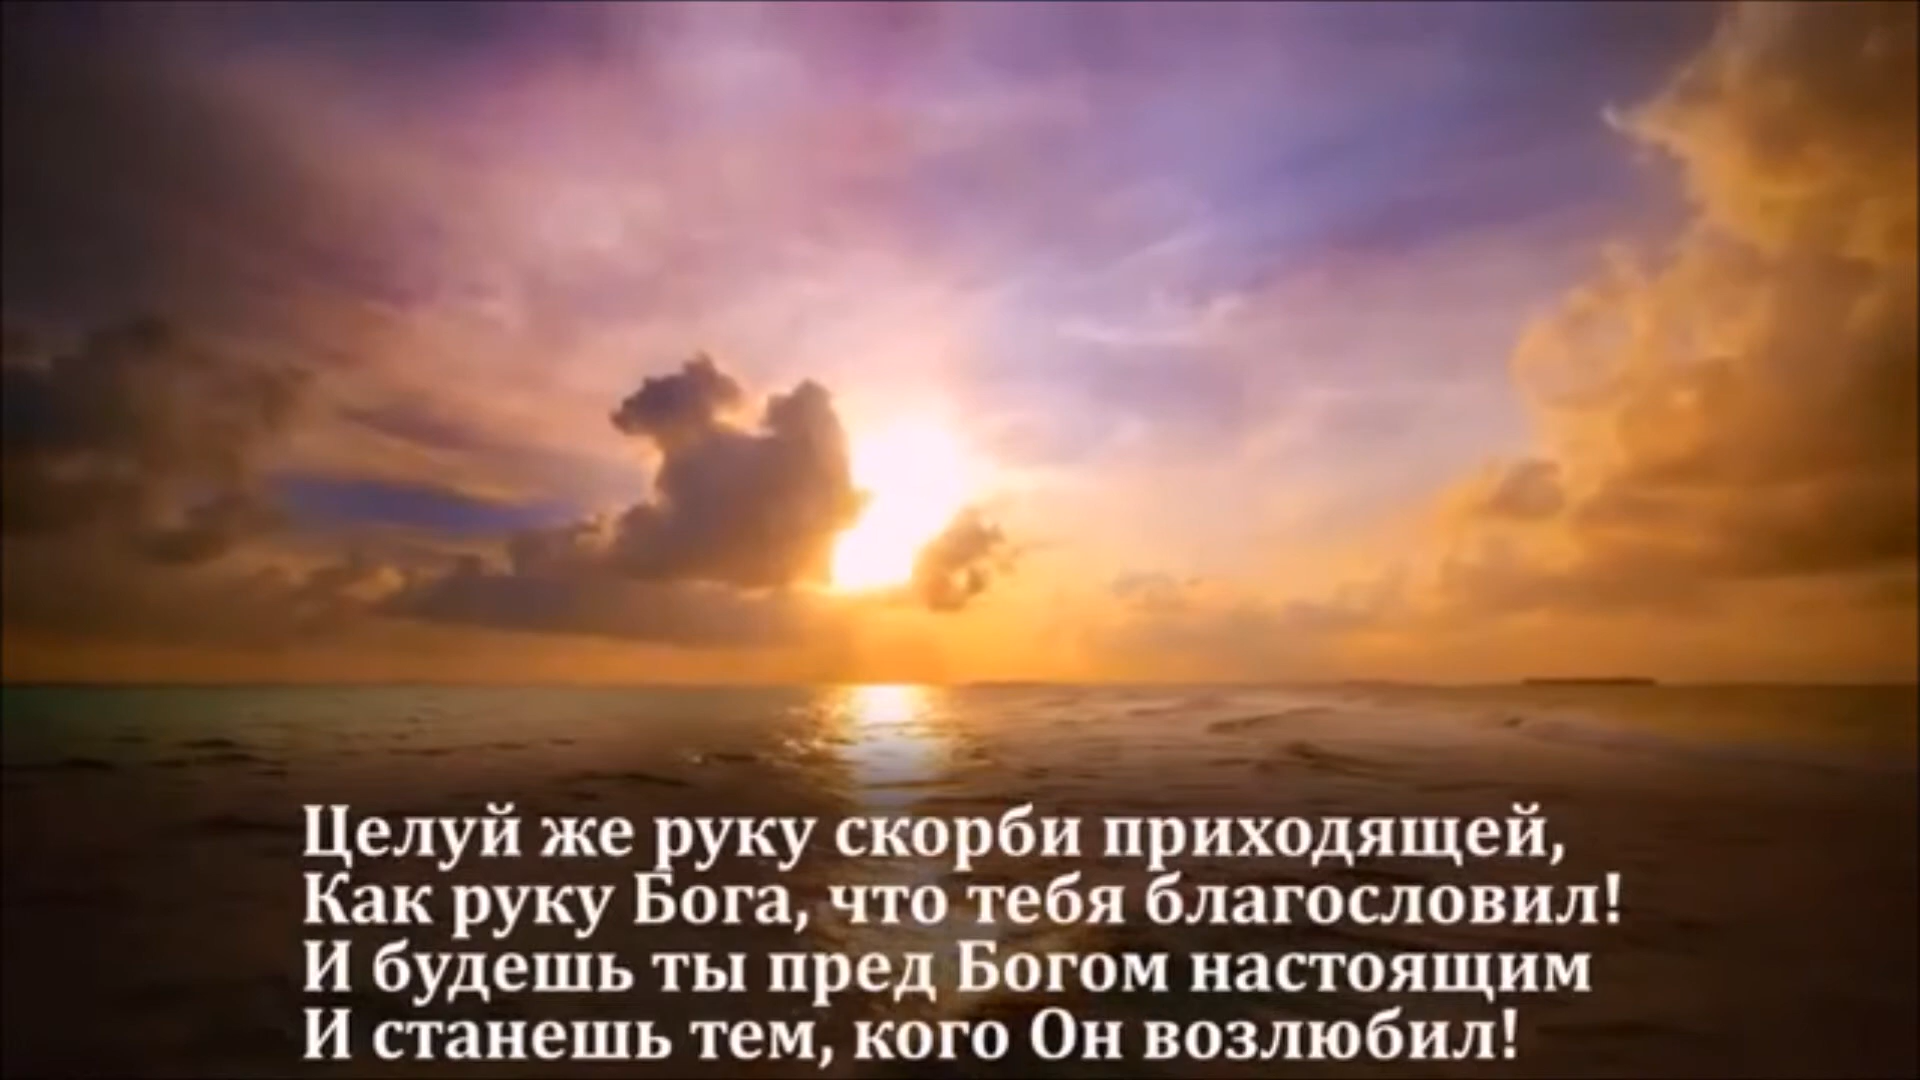 Целуй же руку скорби приходящей,
Как руку Бога, что тебя благословил!
И будешь ты пред Богом настоящим
И станешь тем, кого Он возлюбил!